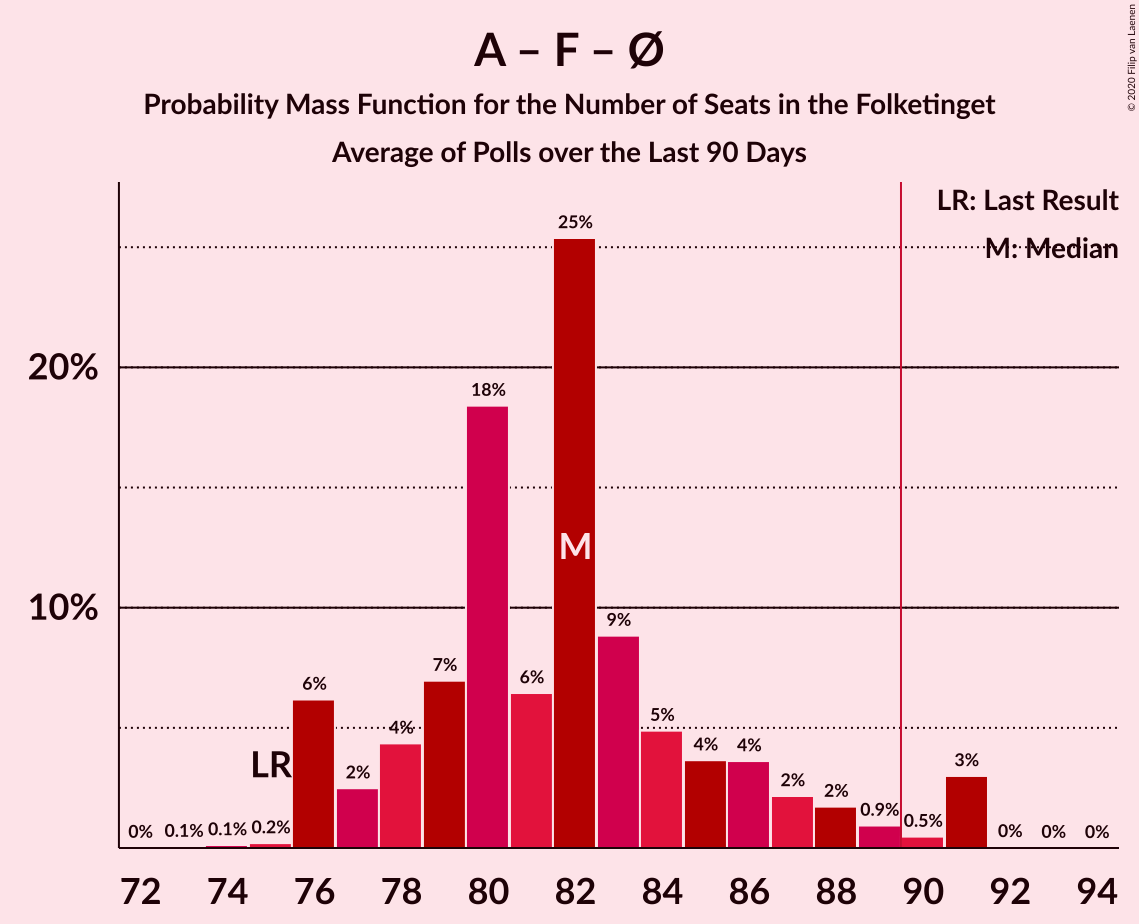 A – F – Ø
Probability Mass Function for the Number of Seats in the Folketinget
Average of Polls over the Last 90 Days
© 2020 Filip van Laenen
LR: Last Result
M: Median
20%
10%
0%
0.1%
0.1%
0.2%
LR
6%
2%
4%
7%
18%
6%
25%
M
9%
5%
4%
4%
2%
2%
0.9%
0.5%
3%
0%
0%
0%
72 74 76 78 80 82 84 86 88 90 92 94